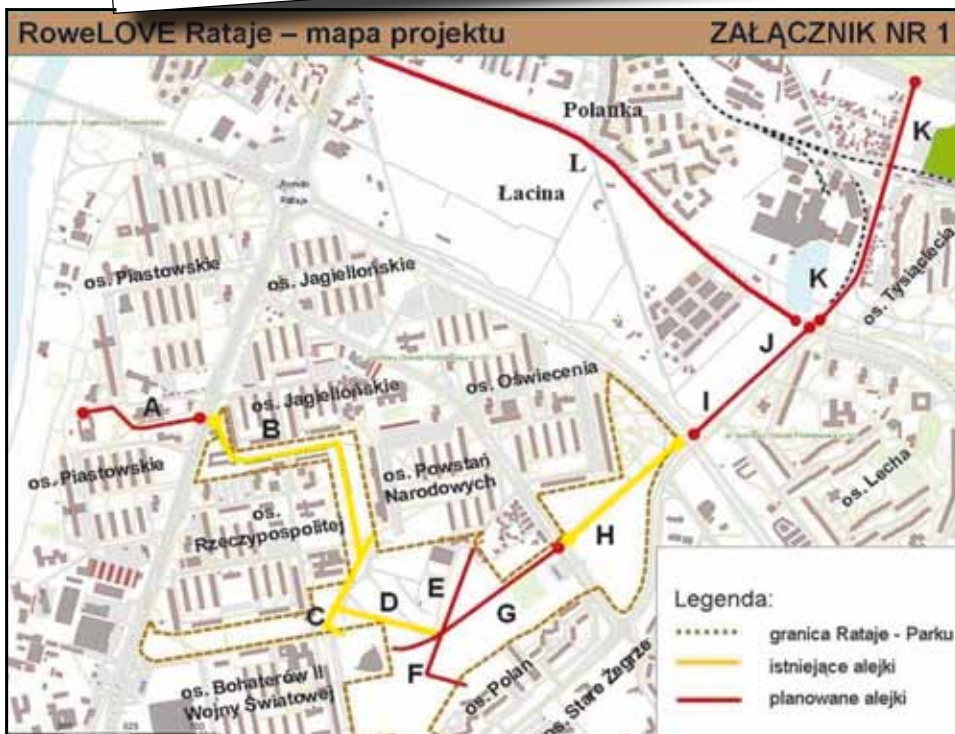 RoweLOVE Rataje – mapa projektu
ZAŁĄCZNIK NR 1
Polanka
K
L
Łacina
Rondo
Rataje
os. Piastowskie
os. Jagiellońskie
K
os. Tysiąclecia
J
os. Oświecenia
A
os. Jagiellońskie
B
I
os. Piastowskie
os. Powstań
Narodowych
os. Lecha
os.
Rzeczypospolitej
H
E
D
G
C
F
os. Bohaterów II
Wojny Światowej
os. Polan
os. Stare Żegrze
Legenda:
granica Rataje - Parku
istniejące alejki
planowane alejki